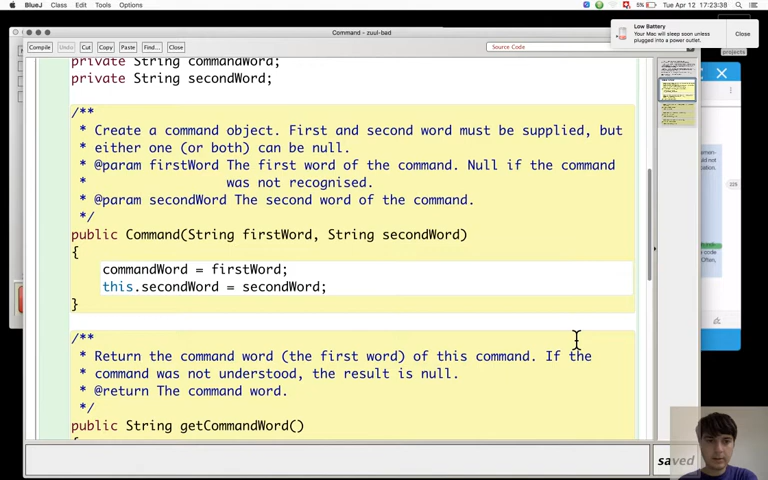 BlueJ Class Edit Tools Options
5% Tue Apr 12 17:23:38
Command - zuul-bad
Low Battery
Your Mac will sleep soon unless
plugged into a power outlet.
Close
Compile Undo Cut Copy Paste Find... Close
Source Code
projects
private String commandWord;
private String secondWord;
/**
* Create a command object. First and second word must be supplied, but
* either one (or both) can be null.
* @param firstWord The first word of the command. Null if the command
* was not recognised.
* @param secondWord The second word of the command.
*/
public Command(String firstWord, String secondWord)
{
commandWord = firstWord;
this.secondWord = secondWord;
}
/**
* Return the command word (the first word) of this command. If the
* command was not understood, the result is null.
* @return The command word.
*/
public String getCommandWord()
saved